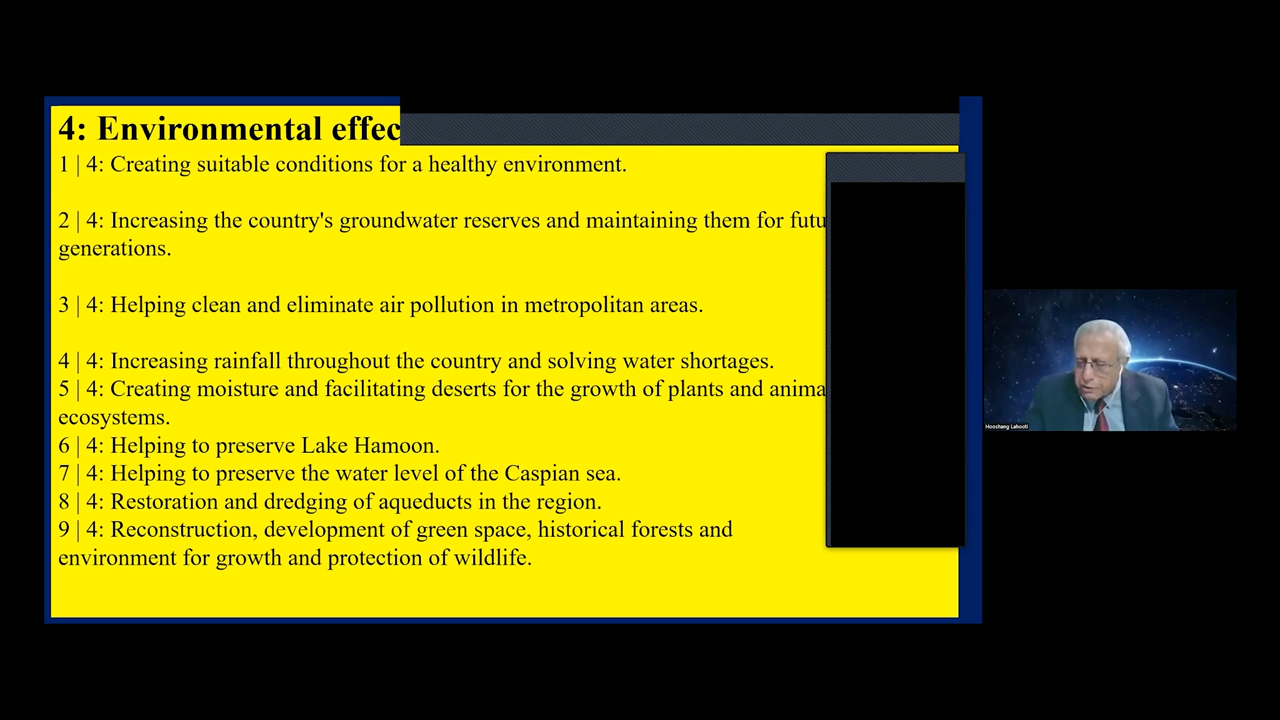 4: Environmental effec
1 | 4: Creating suitable conditions for a healthy environment.
2 | 4: Increasing the country's groundwater reserves and maintaining them for futu
generations.
3 | 4: Helping clean and eliminate air pollution in metropolitan areas.
4 | 4: Increasing rainfall throughout the country and solving water shortages.
5 | 4: Creating moisture and facilitating deserts for the growth of plants and anima
ecosystems.
6 | 4: Helping to preserve Lake Hamoon.
7 | 4: Helping to preserve the water level of the Caspian sea.
8 | 4: Restoration and dredging of aqueducts in the region.
9 | 4: Reconstruction, development of green space, historical forests and
environment for growth and protection of wildlife.
Hooshang Lahooti